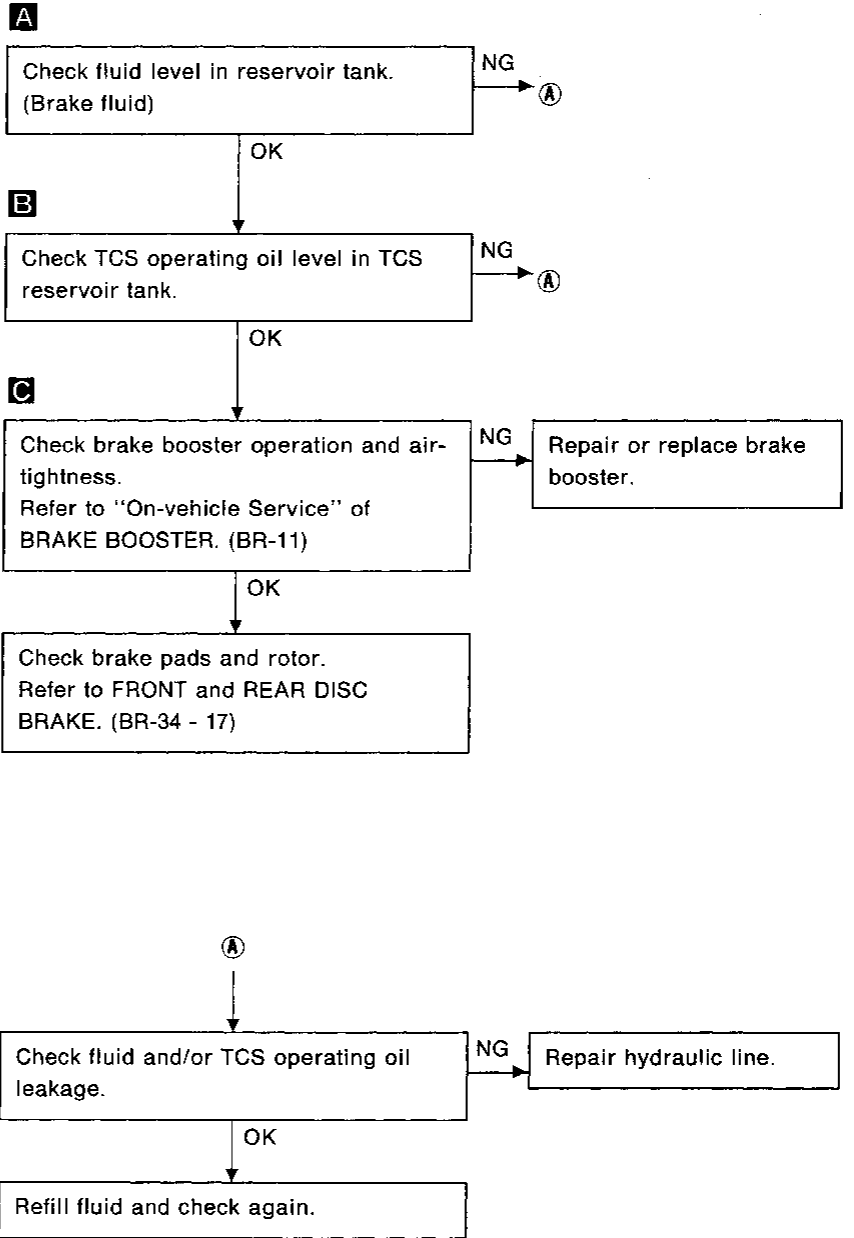 A
Check fluid level in reservoir tank.
(Brake fluid)
NG
Ⓐ
OK
B
Check TCS operating oil level in TCS
reservoir tank.
NG
Ⓐ
OK
C
Check brake booster operation and air-
tightness.
Refer to “On-vehicle Service” of
BRAKE BOOSTER. (BR-11)
NG
Repair or replace brake
booster.
OK
Check brake pads and rotor.
Refer to FRONT and REAR DISC
BRAKE. (BR-34 - 17)
Ⓐ
Check fluid and/or TCS operating oil
leakage.
NG
Repair hydraulic line.
OK
Refill fluid and check again.